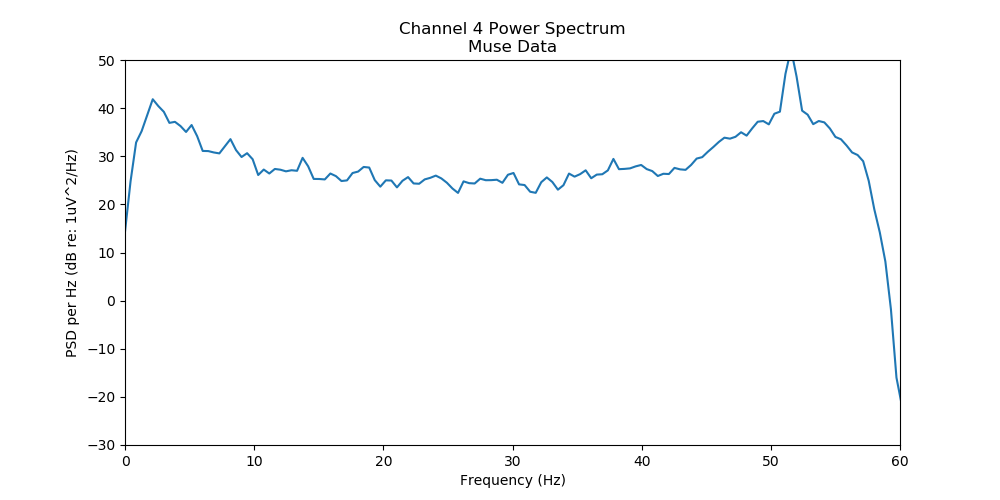 Channel 4 Power Spectrum
Muse Data
PSD per Hz (dB re: 1uV^2/Hz)
50
40
30
20
10
0
−10
−20
−30
0 10 20 30 40 50 60
Frequency (Hz)